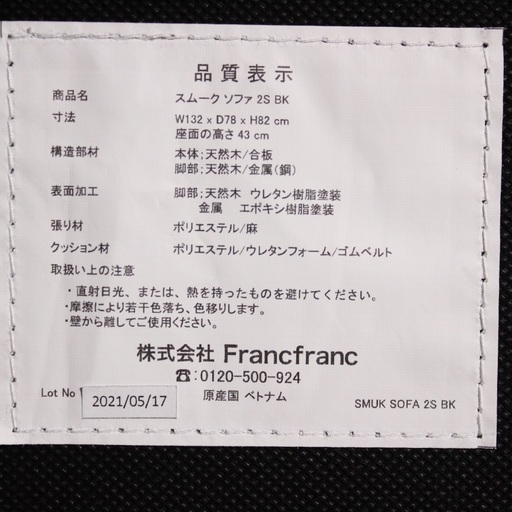 品質表示
商品名 スムーク ソファ 2S BK
寸法 W132 x D78 x H82 cm
座面の高さ 43 cm
構造部材 本体;天然木/合板
脚部;天然木/金属(鋼)
表面加工 脚部;天然木 ウレタン樹脂塗装
金属 エポキシ樹脂塗装
張り材 ポリエステル/麻
クッション材 ポリエステル/ウレタンフォーム/ゴムベルト
取扱い上の注意
・直射日光、または、熱を持ったものを避けてください。
・摩擦により若干色落ち、色移りします。
・壁から離してご使用ください。
株式会社 Francfranc
☎:0120-500-924
Lot No 2021/05/17 原産国 ベトナム
SMUK SOFA 2S BK